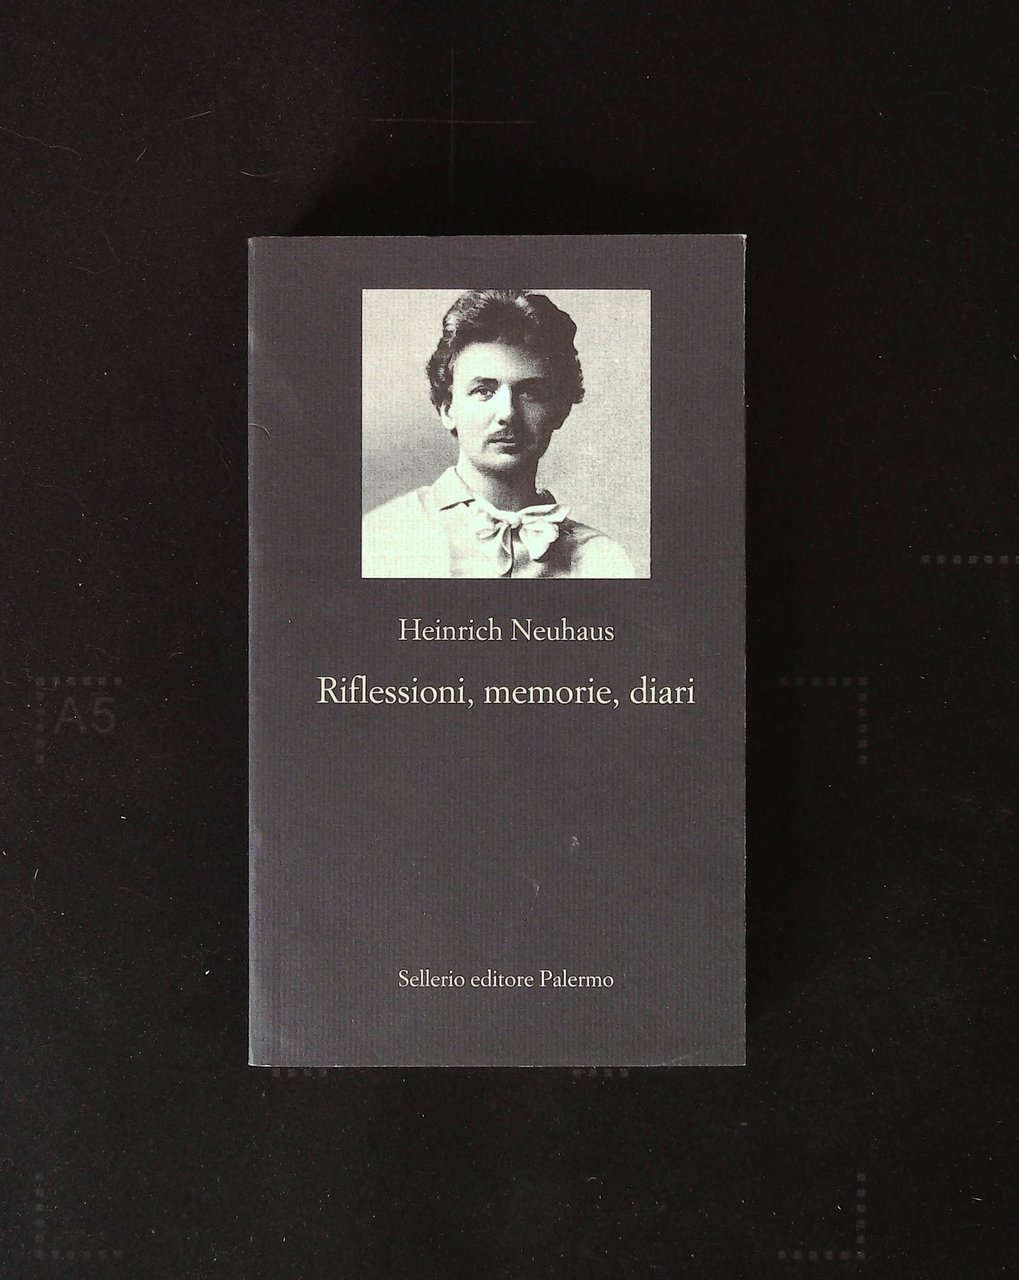 Heinrich Neuhaus
Riflessioni, memorie, diari
A5
Sellerio editore Palermo